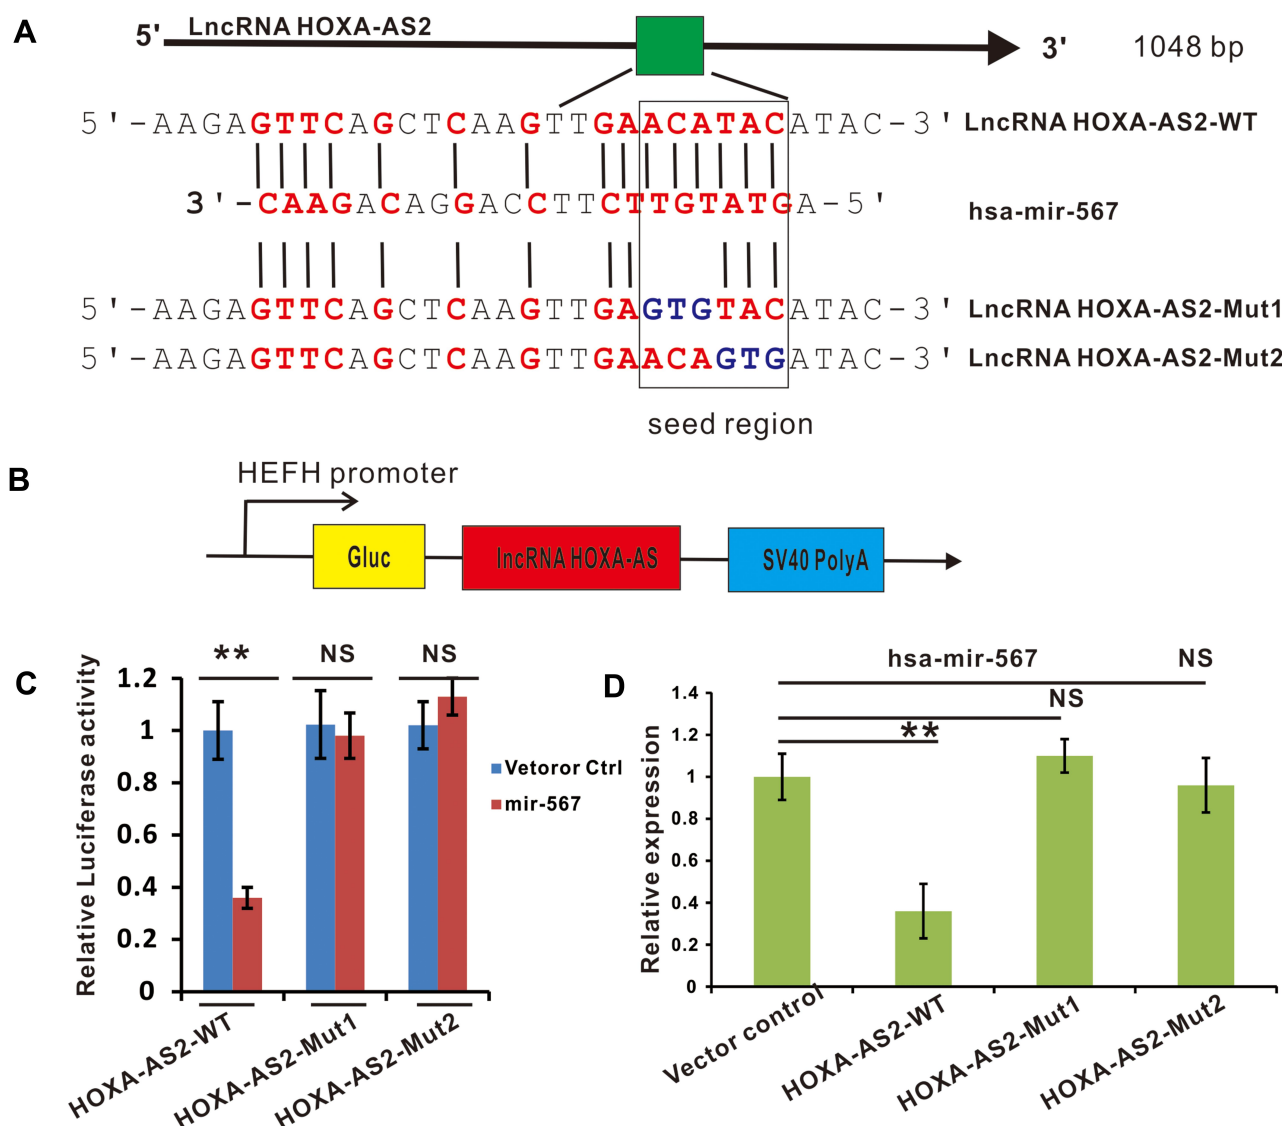 A
5' LncRNA HOXA-AS2 3' 1048 bp
5'-AAGAGTTCAGCTCAAGTTGAACATACATAC-3' LncRNA HOXA-AS2-WT
3'-CAAGACAGGACCTTCTTGTATGA-5' hsa-mir-567
5'-AAGAGTTCAGCTCAAGTTGAGTGTACATAC-3' LncRNA HOXA-AS2-Mut1
5'-AAGAGTTCAGCTCAAGTTGAACAGTGATAC-3' LncRNA HOXA-AS2-Mut2
seed region
B
HEFH promoter
Gluc lncRNA HOXA-AS SV40 PolyA
C
Relative Luciferase activity
** NS NS
1.2
1
0.8
0.6
0.4
0.2
0
Vetoror Ctrl
mir-567
HOXA-AS2-WT
HOXA-AS2-Mut1
HOXA-AS2-Mut2
D
Relative expression
hsa-mir-567 NS
NS
**
1.4
1.2
1
0.8
0.6
0.4
0.2
0
Vector control
HOXA-AS2-WT
HOXA-AS2-Mut1
HOXA-AS2-Mut2